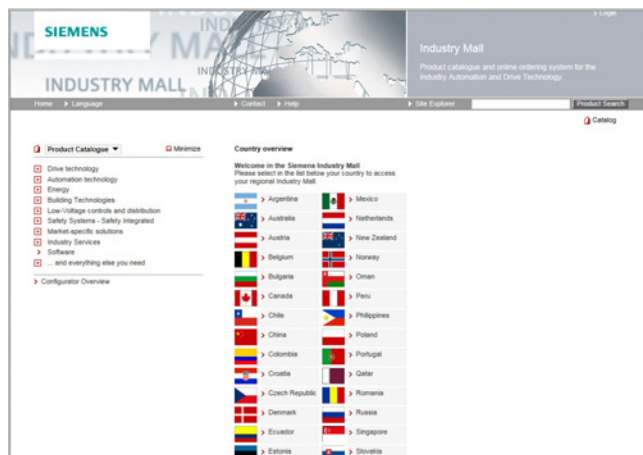 Login
SIEMENS
INDUSTRY MALL
Industry Mall
Product catalogue and online ordering system for the
Industry Automation and Drive Technology.
Home
Language
Contact
Help
Site Explorer
Product Search
Catalog
Product Catalogue
Minimize
Drive technology
Automation technology
Energy
Building Technologies
Low-Voltage controls and distribution
Safety Systems - Safety Integrated
Market-specific solutions
Industry Services
Software
... and everything else you need
Configurator Overview
Country overview
Welcome in the Siemens Industry Mall
Please select in the list below your country to access
your regional Industry Mall.
Argentina
Mexico
Australia
Netherlands
Austria
New Zealand
Belgium
Norway
Bulgaria
Oman
Canada
Peru
Chile
Philippines
China
Poland
Colombia
Portugal
Croatia
Qatar
Czech Republic
Romania
Denmark
Russia
Ecuador
Singapore
Estonia
Slovakia